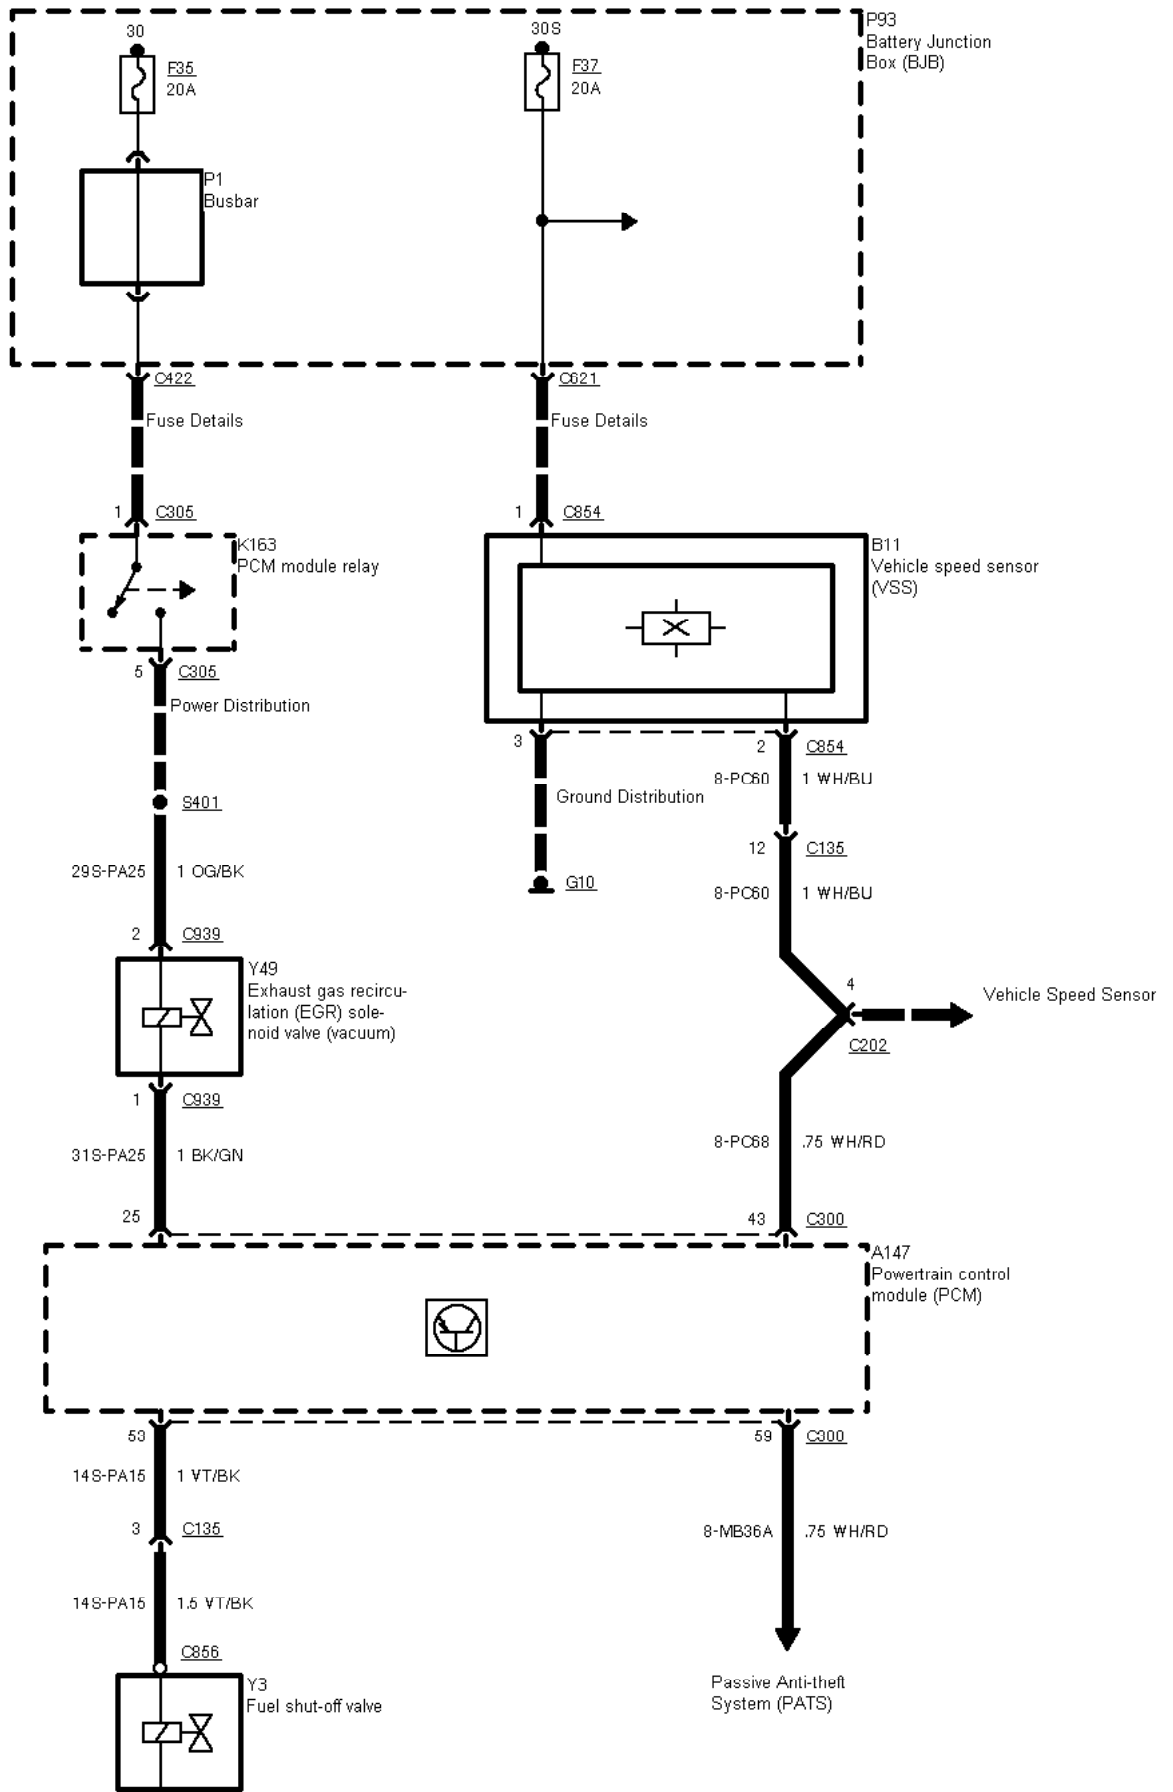 30
F35
20A
30S
F37
20A
P93
Battery Junction
Box (BJB)
P1
Busbar
C422
Fuse Details
C621
Fuse Details
1
C305
1
C854
K163
PCM module relay
B11
Vehicle speed sensor
(VSS)
5
C305
Power Distribution
3
2
C854
8-PC60
1 WH/BU
S401
Ground Distribution
12
C135
29S-PA25
1 OG/BK
G10
8-PC60
1 WH/BU
2
C939
Y49
Exhaust gas recircu-
lation (EGR) sole-
noid valve (vacuum)
4
Vehicle Speed Sensor
C202
1
C939
31S-PA25
1 BK/GN
8-PC68
.75 WH/RD
25
43
C300
A147
Powertrain control
module (PCM)
53
59
C300
14S-PA15
1 VT/BK
3
C135
8-MB36A
.75 WH/RD
14S-PA15
1.5 VT/BK
C856
Y3
Fuel shut-off valve
Passive Anti-theft
System (PATS)